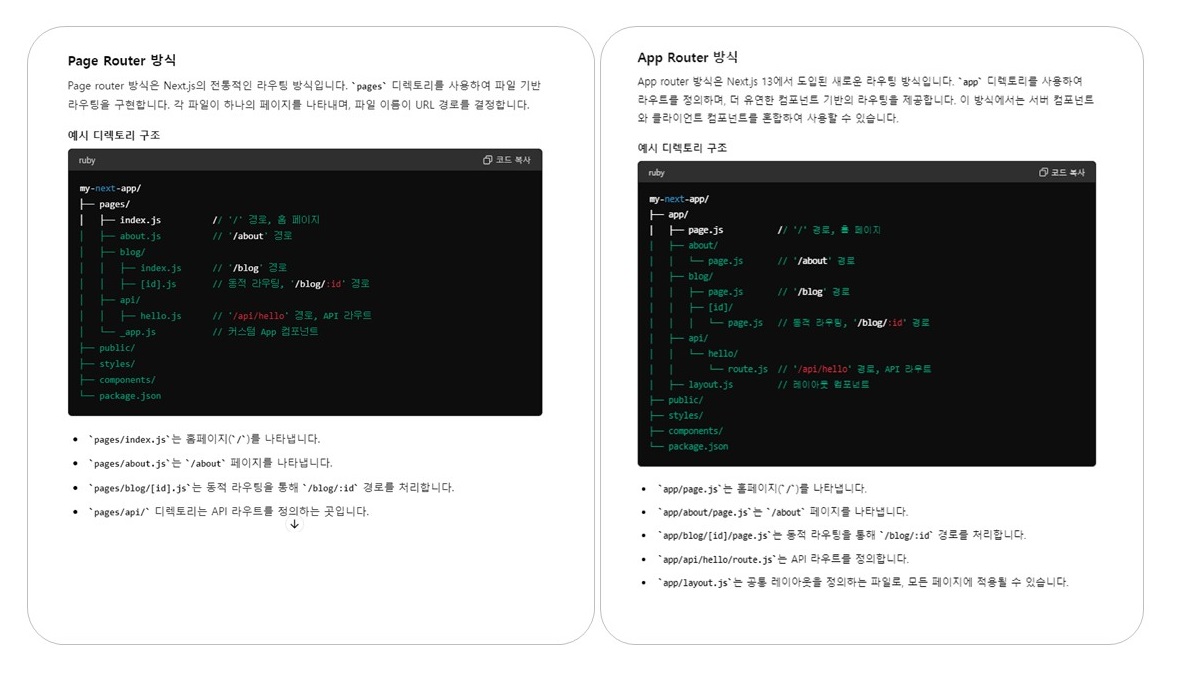 Page Router 방식
Page router 방식은 Next.js의 전통적인 라우팅 방식입니다. `pages` 디렉토리를 사용하여 파일 기반
라우팅을 구현합니다. 각 파일이 하나의 페이지를 나타내며, 파일 이름이 URL 경로를 결정합니다.
예시 디렉토리 구조
ruby 코드 복사
my-next-app/
├── pages/
│   ├── index.js // '/' 경로, 홈 페이지
│   ├── about.js // '/about' 경로
│   ├── blog/
│   │   ├── index.js // '/blog' 경로
│   │   ├── [id].js // 동적 라우팅, '/blog/:id' 경로
│   ├── api/
│   │   ├── hello.js // '/api/hello' 경로, API 라우트
│   └── _app.js // 커스텀 App 컴포넌트
├── public/
├── styles/
├── components/
└── package.json
• `pages/index.js`는 홈페이지(`/`)를 나타냅니다.
• `pages/about.js`는 `/about` 페이지를 나타냅니다.
• `pages/blog/[id].js`는 동적 라우팅을 통해 `/blog/:id` 경로를 처리합니다.
• `pages/api/` 디렉토리는 API 라우트를 정의하는 곳입니다.
App Router 방식
App router 방식은 Next.js 13에서 도입된 새로운 라우팅 방식입니다. `app` 디렉토리를 사용하여
라우트를 정의하며, 더 유연한 컴포넌트 기반의 라우팅을 제공합니다. 이 방식에서는 서버 컴포넌트
와 클라이언트 컴포넌트를 혼합하여 사용할 수 있습니다.
예시 디렉토리 구조
ruby 코드 복사
my-next-app/
├── app/
│   ├── page.js // '/' 경로, 홈 페이지
│   ├── about/
│   │   └── page.js // '/about' 경로
│   ├── blog/
│   │   ├── page.js // '/blog' 경로
│   │   ├── [id]/
│   │   │   └── page.js // 동적 라우팅, '/blog/:id' 경로
│   ├── api/
│   │   └── hello/
│   │       └── route.js // '/api/hello' 경로, API 라우트
│   ├── layout.js // 레이아웃 컴포넌트
├── public/
├── styles/
├── components/
└── package.json
• `app/page.js`는 홈페이지(`/`)를 나타냅니다.
• `app/about/page.js`는 `/about` 페이지를 나타냅니다.
• `app/blog/[id]/page.js`는 동적 라우팅을 통해 `/blog/:id` 경로를 처리합니다.
• `app/api/hello/route.js`는 API 라우트를 정의합니다.
• `app/layout.js`는 공통 레이아웃을 정의하는 파일로, 모든 페이지에 적용될 수 있습니다.